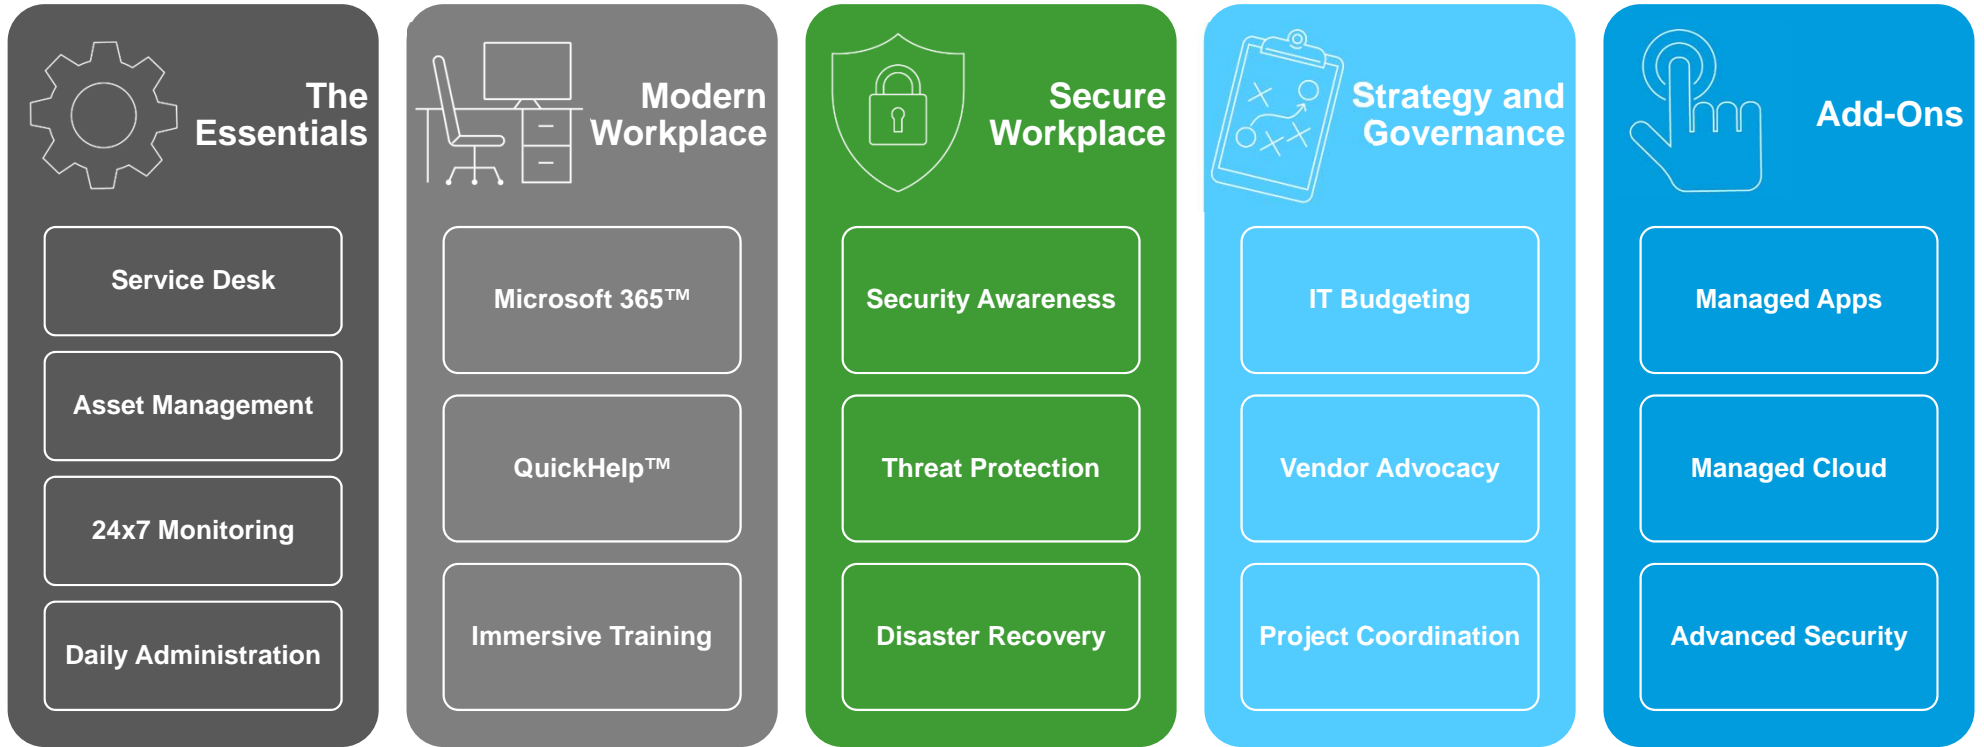 The
Essentials
Service Desk
Asset Management
24x7 Monitoring
Daily Administration
Modern
Workplace
Microsoft 365™
QuickHelp™
Immersive Training
Secure
Workplace
Security Awareness
Threat Protection
Disaster Recovery
Strategy and
Governance
IT Budgeting
Vendor Advocacy
Project Coordination
Add-Ons
Managed Apps
Managed Cloud
Advanced Security